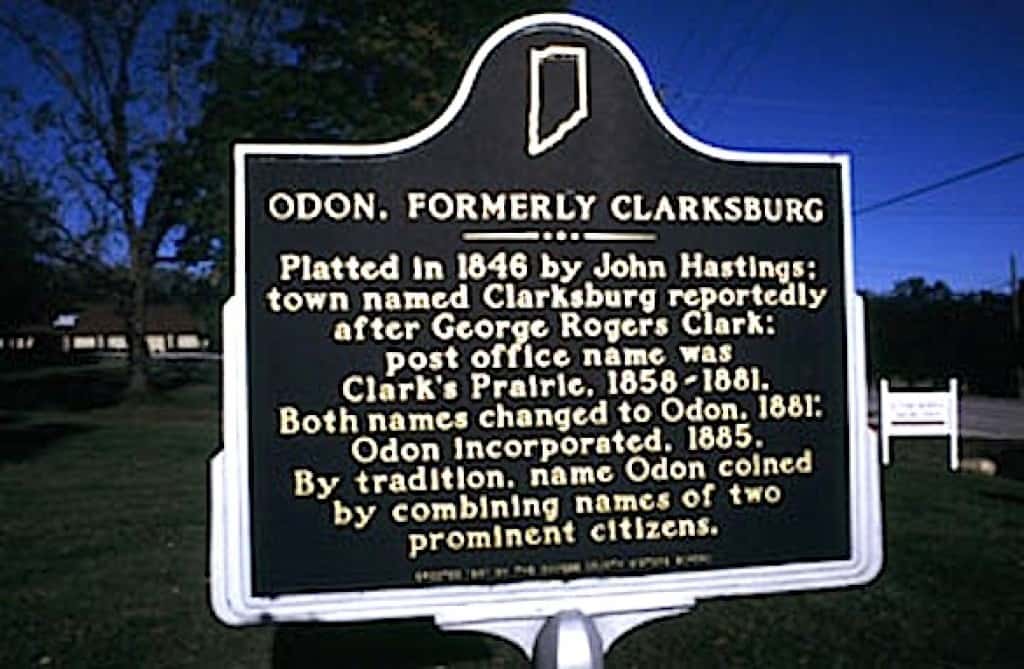 ODON, FORMERLY CLARKSBURG
Platted in 1846 by John Hastings;
town named Clarksburg reportedly
after George Rogers Clark;
post office name was
Clark's Prairie, 1858-1881.
Both names changed to Odon, 1881;
Odon incorporated, 1885.
By tradition, name Odon coined
by combining names of two
prominent citizens.